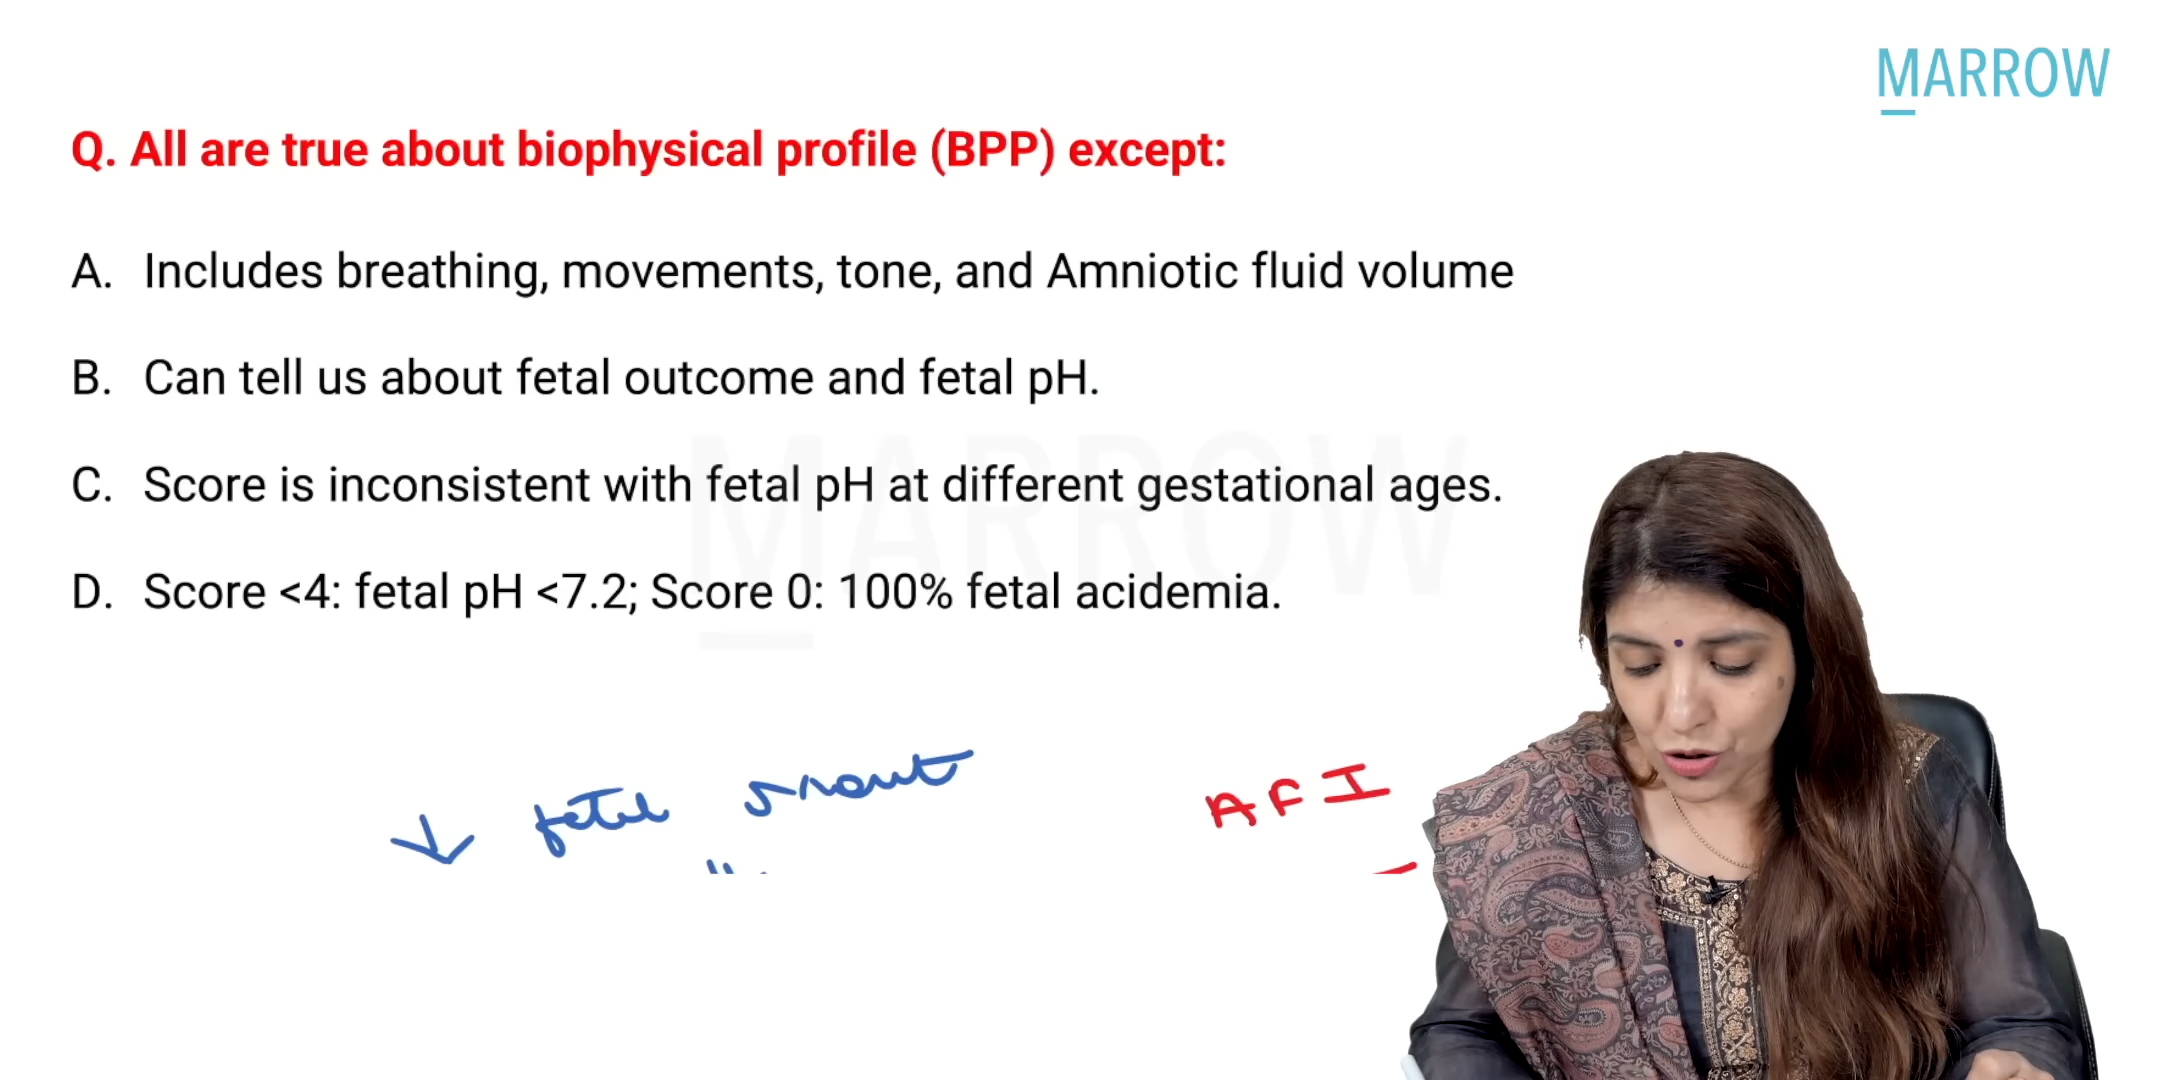 MARROW
Q. All are true about biophysical profile (BPP) except:
A. Includes breathing, movements, tone, and Amniotic fluid volume
B. Can tell us about fetal outcome and fetal pH.
C. Score is inconsistent with fetal pH at different gestational ages.
D. Score <4: fetal pH <7.2; Score 0: 100% fetal acidemia.
MARROW
↓ fetal AFI